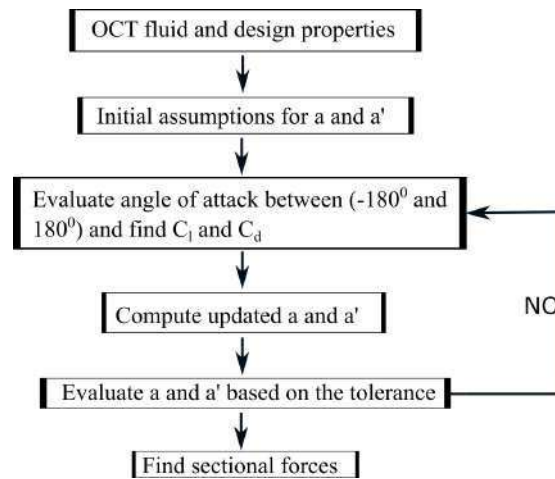 OCT fluid and design properties
Initial assumptions for a and a'
Evaluate angle of attack between (-180⁰ and
180⁰) and find Cₗ and C_d
Compute updated a and a'
NO
Evaluate a and a' based on the tolerance
Find sectional forces